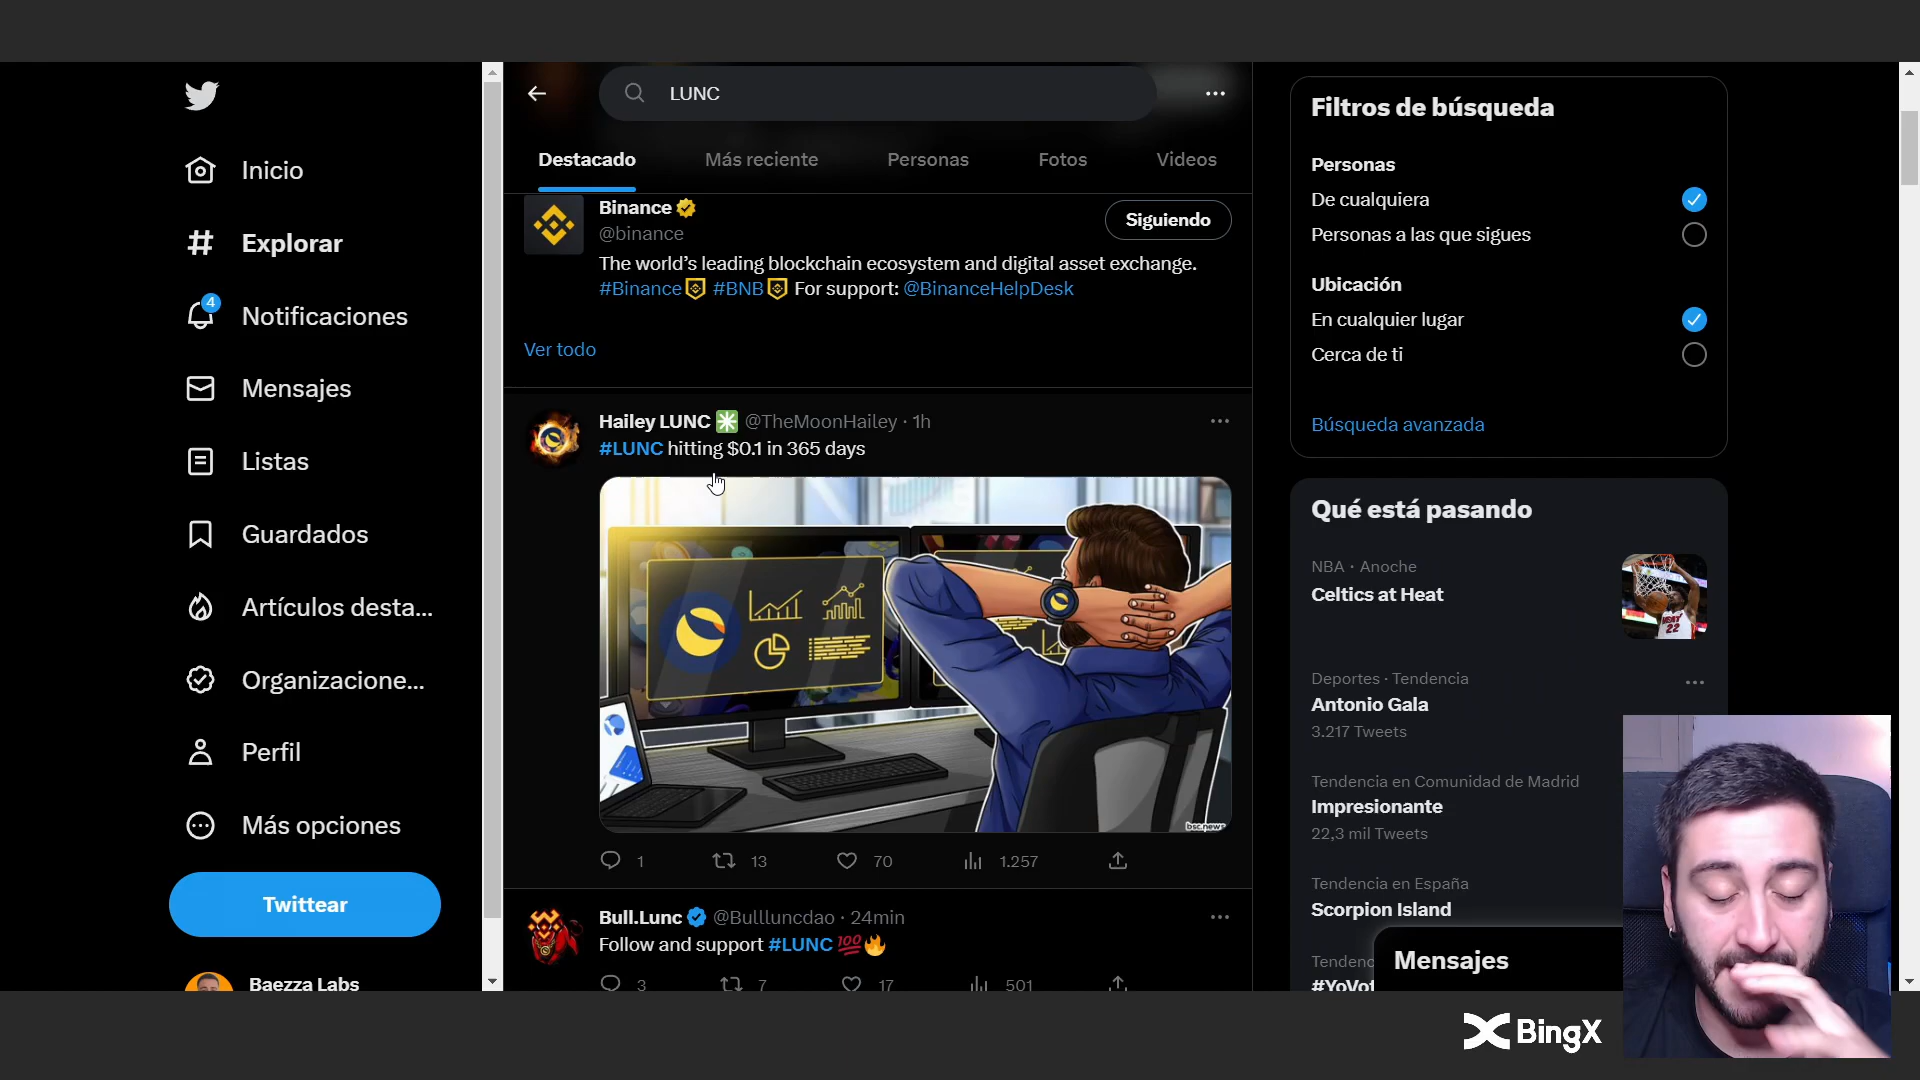 Inicio
Explorar
4
Notificaciones
Mensajes
Listas
Guardados
Artículos desta...
Organizacione...
Perfil
Más opciones
Twittear
Baezza Labs
LUNC
Destacado
Más reciente
Personas
Fotos
Videos
Binance
@binance
Siguiendo
The world's leading blockchain ecosystem and digital asset exchange.
#Binance #BNB For support: @BinanceHelpDesk
Ver todo
Hailey LUNC @TheMoonHailey · 1h
#LUNC hitting $0.1 in 365 days
bsc.news
1
13
70
1.257
Bull.Lunc @Bullluncdao · 24min
Follow and support #LUNC 💯🔥
3
7
17
501
Filtros de búsqueda
Personas
De cualquiera
Personas a las que sigues
Ubicación
En cualquier lugar
Cerca de ti
Búsqueda avanzada
Qué está pasando
NBA · Anoche
Celtics at Heat
HEAT
22
Deportes · Tendencia
Antonio Gala
3.217 Tweets
Tendencia en Comunidad de Madrid
Impresionante
22,3 mil Tweets
Tendencia en España
Scorpion Island
Mensajes
BingX